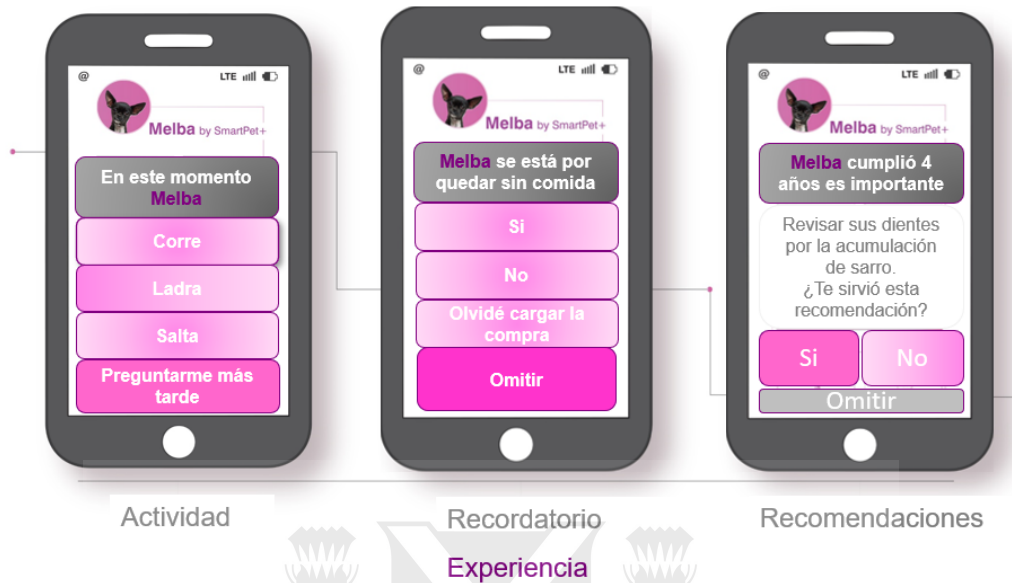 @ LTE
Melba by SmartPet+
En este momento
Melba
Corre
Ladra
Salta
Preguntarme más
tarde
@ LTE
Melba by SmartPet+
Melba se está por
quedar sin comida
Si
No
Olvidé cargar la
compra
Omitir
@ LTE
Melba by SmartPet+
Melba cumplió 4
años es importante
Revisar sus dientes
por la acumulación
de sarro.
¿Te sirvió esta
recomendación?
Si No
Omitir
Actividad
Recordatorio
Recomendaciones
Experiencia